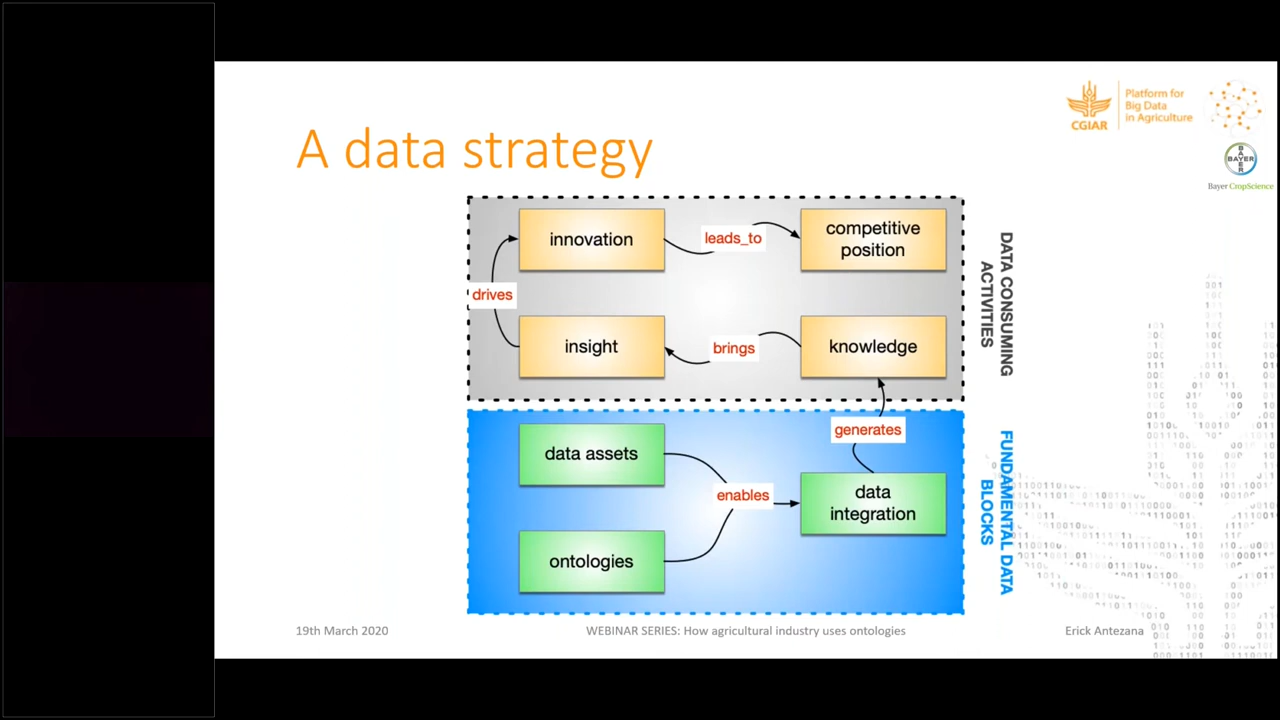 CGIAR
Platform for
Big Data
in Agriculture
BAYER
BAYER
Bayer CropScience
A data strategy
innovation
leads_to
competitive
position
drives
insight
brings
knowledge
DATA CONSUMING
ACTIVITIES
generates
data assets
enables
data
integration
ontologies
FUNDAMENTAL DATA
BLOCKS
19th March 2020
WEBINAR SERIES: How agricultural industry uses ontologies
Erick Antezana